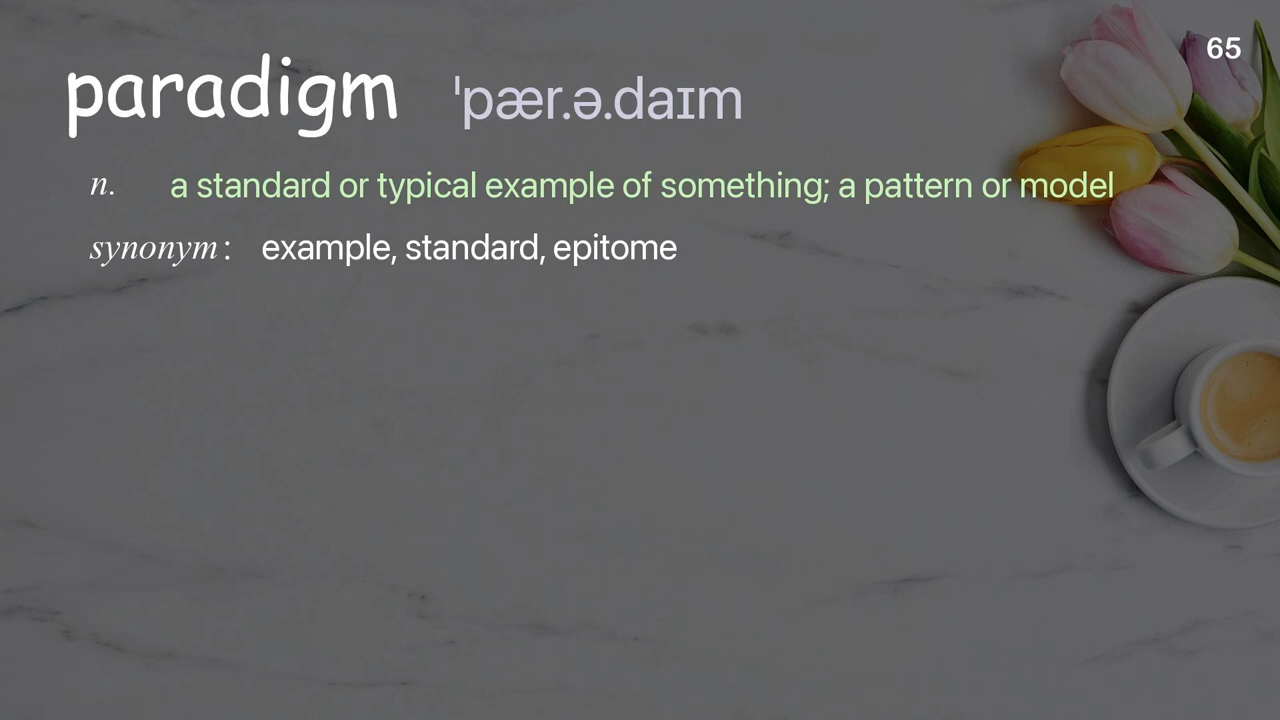 65
paradigm ˈpær.ə.daɪm
n. a standard or typical example of something; a pattern or model
synonym: example, standard, epitome